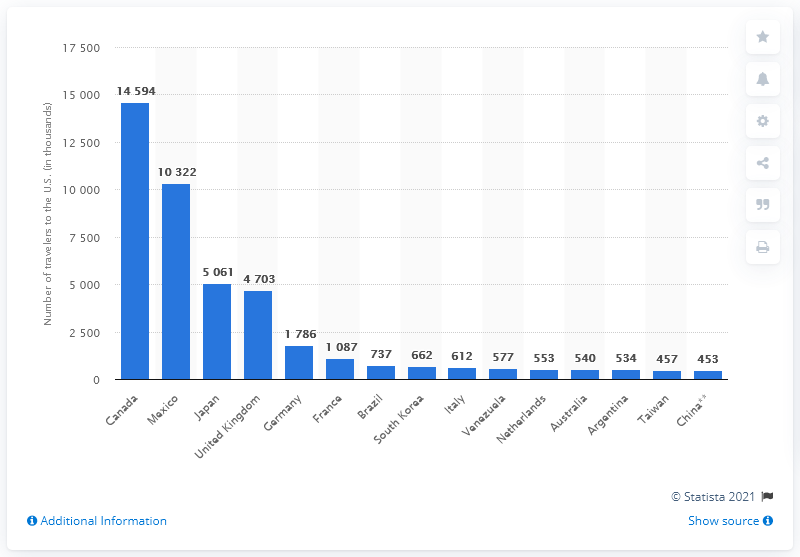 Number of travelers to the U.S. (in thousands)
17 500
15 000
12 500
10 000
7 500
5 000
2 500
0
14 594
10 322
5 061
4 703
1 786
1 087
737
662
612
577
553
540
534
457
453
Canada
Mexico
Japan
United Kingdom
Germany
France
Brazil
South Korea
Italy
Venezuela
Netherlands
Australia
Argentina
Taiwan
China**
© Statista 2021
Additional Information
Show source